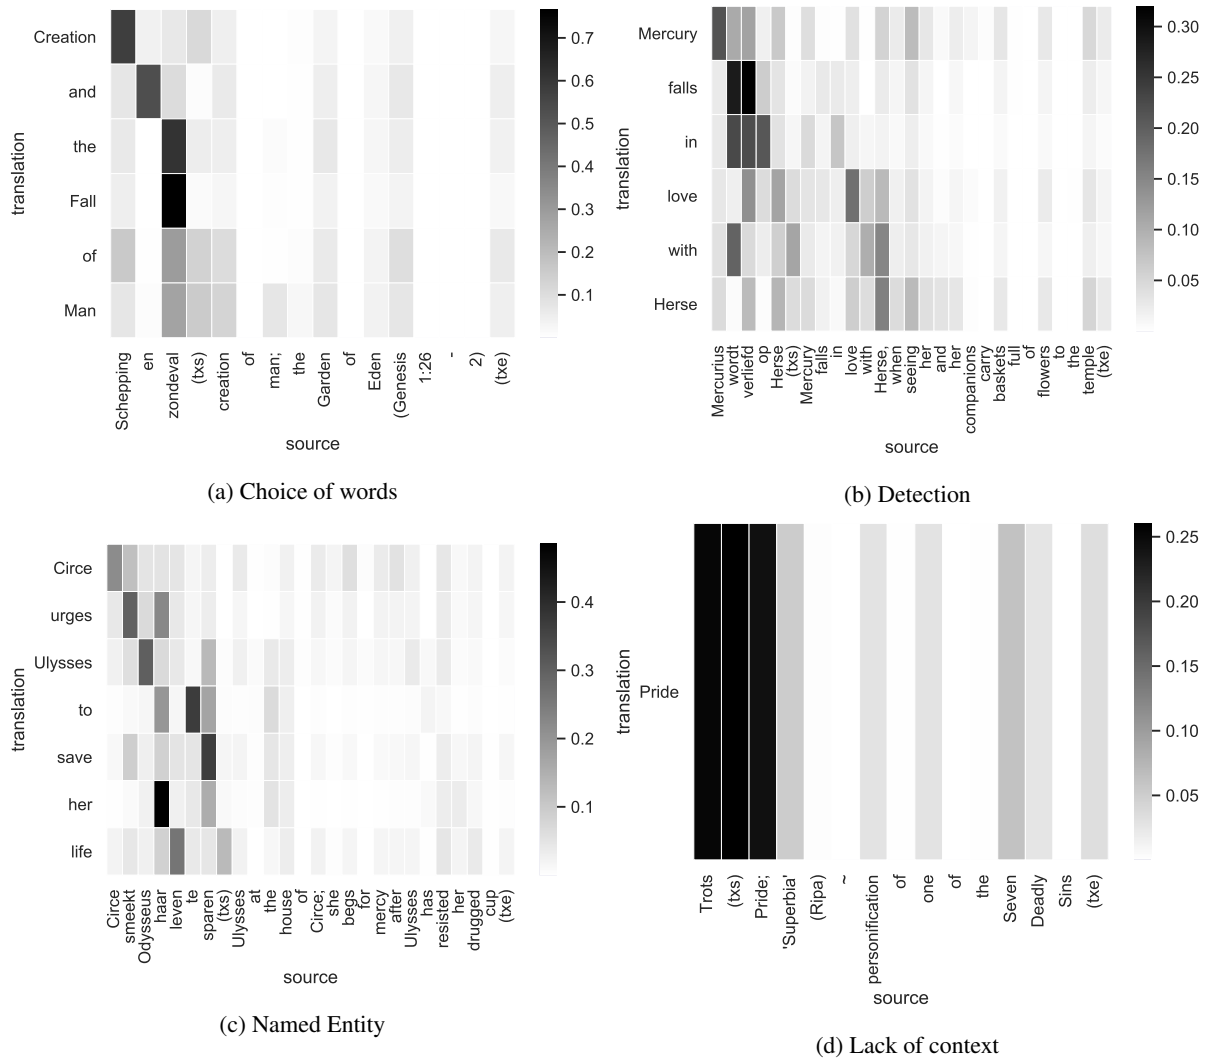 Creation
and
the
Fall
of
Man
translation
0.7
0.6
0.5
0.4
0.3
0.2
0.1
Schepping
en
zondeval
(txs)
creation
of
man;
the
Garden
of
Eden
(Genesis
1:26
-
2)
(txe)
source
(a) Choice of words
Mercury
falls
in
love
with
Herse
translation
0.30
0.25
0.20
0.15
0.10
0.05
Mercurius
wordt
verliefd
op
Herse
(txs)
Mercury
falls
in
love
with
Herse,
when
seeing
her
and
her
companions
carry
baskets
full
of
flowers
to
the
temple
(txe)
source
(b) Detection
Circe
urges
Ulysses
to
save
her
life
translation
0.4
0.3
0.2
0.1
Circe
smeekt
Odysseus
haar
leven
te
sparen
(txs)
Ulysses
at
the
house
of
Circe;
she
begs
for
mercy
after
Ulysses
has
resisted
her
drugged
cup
(txe)
source
(c) Named Entity
Pride
translation
0.25
0.20
0.15
0.10
0.05
Trots
(txs)
Pride;
'Superbia'
(Ripa)
~
personification
of
one
of
the
Seven
Deadly
Sins
(txe)
source
(d) Lack of context